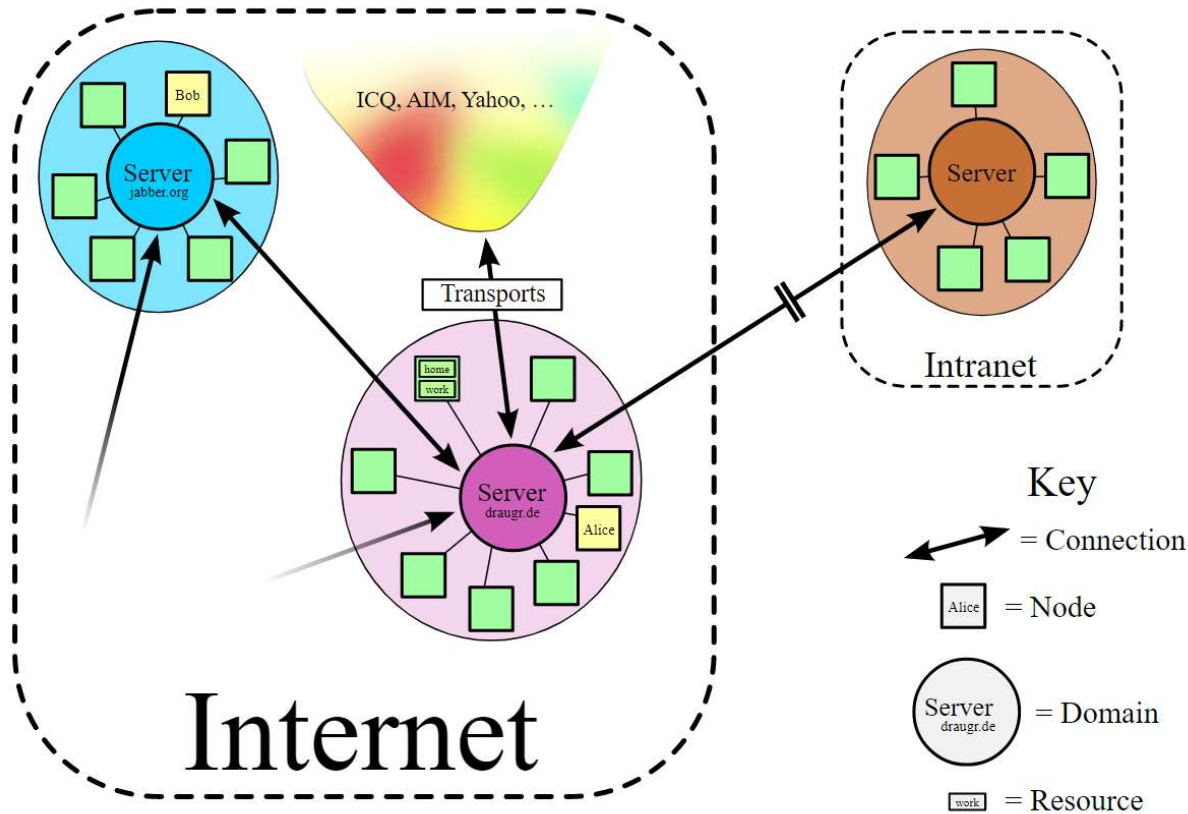 Bob
Server
jabber.org
ICQ, AIM, Yahoo, …
Transports
home
work
Server
draugr.de
Alice
Internet
Server
Intranet
Key
= Connection
Alice
= Node
Server
draugr.de
= Domain
work
= Resource